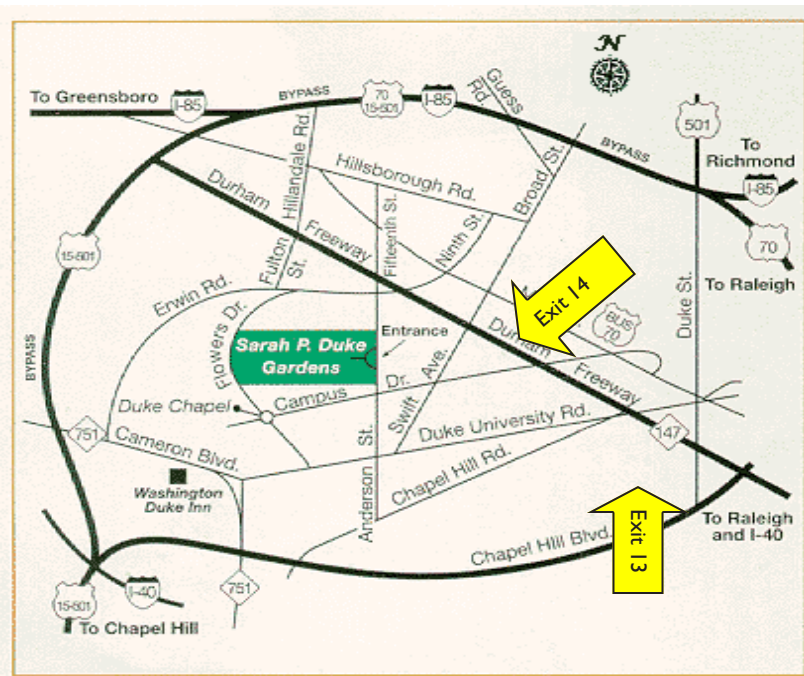 N
To Greensboro
I-85
BYPASS
70
15-501
I-85
Guess
Rd.
501
To
Richmond
BYPASS
I-85
70
To Raleigh
Hillandale Rd.
Hillsborough Rd.
Broad St.
Durham
Freeway
Fulton
St.
Fifteenth St.
Ninth St.
15-501
BYPASS
Erwin Rd.
Flowers Dr.
Exit 14
BUS
70
Duke St.
Sarah P. Duke
Gardens
Entrance
Durham
Freeway
Duke Chapel
Campus
Dr.
Swift
Ave.
751
Cameron Blvd.
Duke University Rd.
147
Washington
Duke Inn
Anderson St.
Chapel Hill Rd.
Exit 13
To Raleigh
and I-40
Chapel Hill Blvd.
751
I-40
15-501
To Chapel Hill